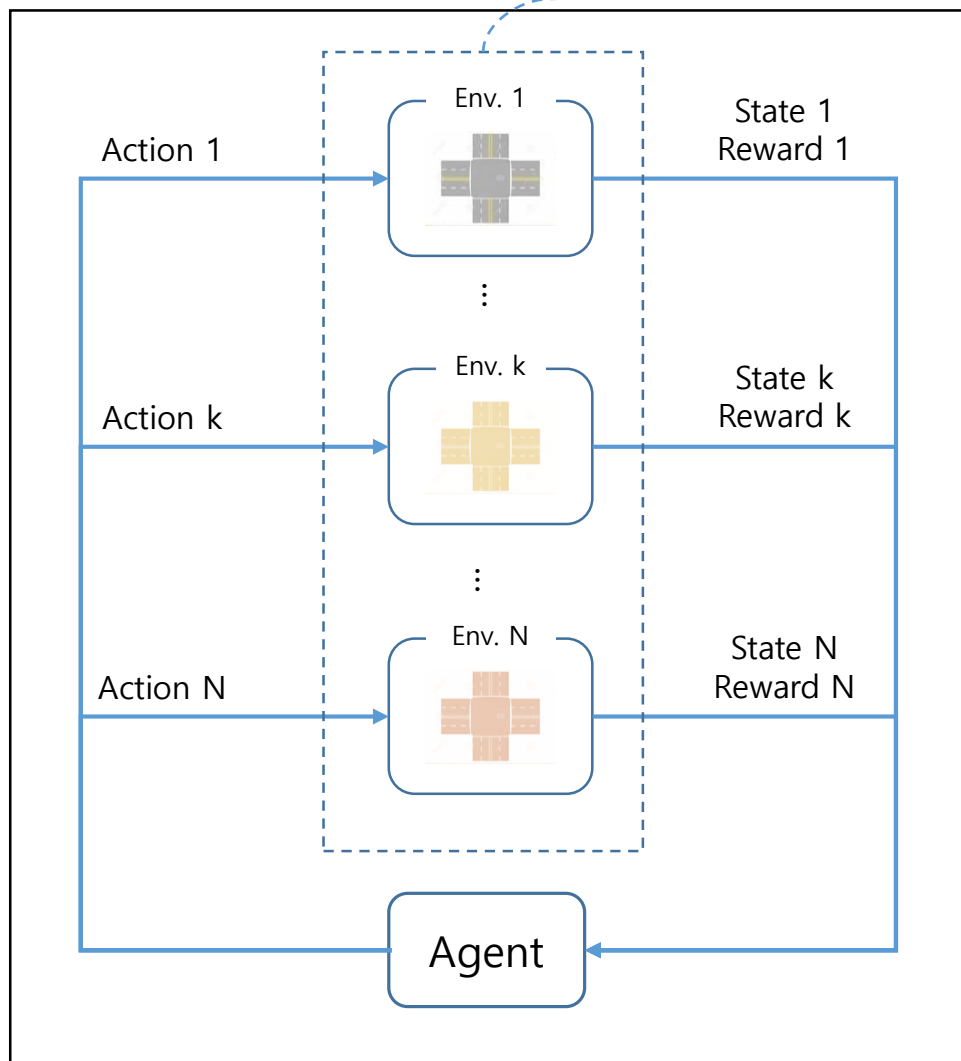 Env. 1
Action 1
State 1
Reward 1
⋮
Env. k
Action k
State k
Reward k
⋮
Env. N
Action N
State N
Reward N
Agent